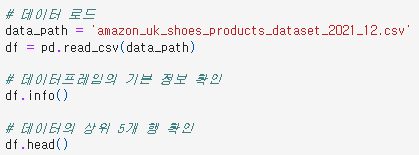 # 데이터 로드
data_path = 'amazon_uk_shoes_products_dataset_2021_12.csv'
df = pd.read_csv(data_path)
# 데이터프레임의 기본 정보 확인
df.info()
# 데이터의 상위 5개 행 확인
df.head()